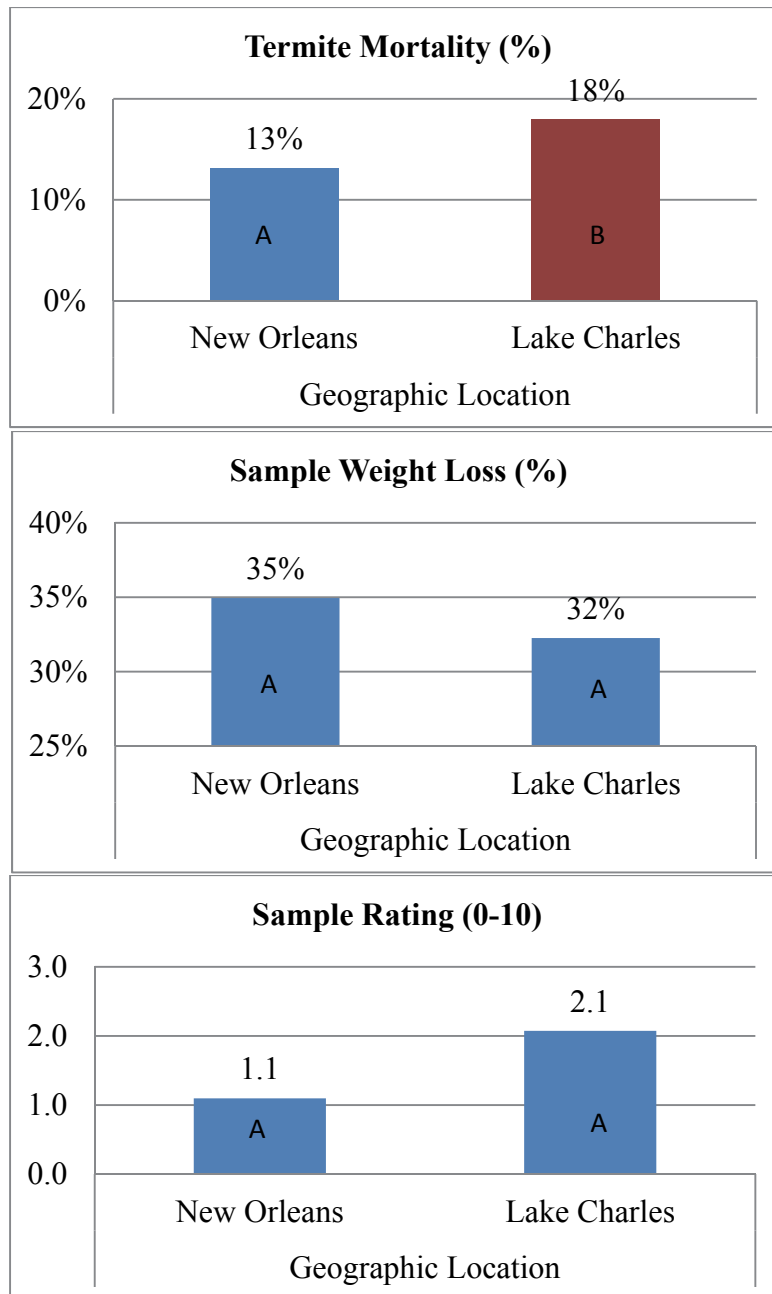 Termite Mortality (%)
20%
18%
13%
10%
A
B
0%
New Orleans
Lake Charles
Geographic Location
Sample Weight Loss (%)
40%
35%
35%
32%
30%
A
A
25%
New Orleans
Lake Charles
Geographic Location
Sample Rating (0-10)
3.0
2.1
2.0
1.1
1.0
A
A
0.0
New Orleans
Lake Charles
Geographic Location